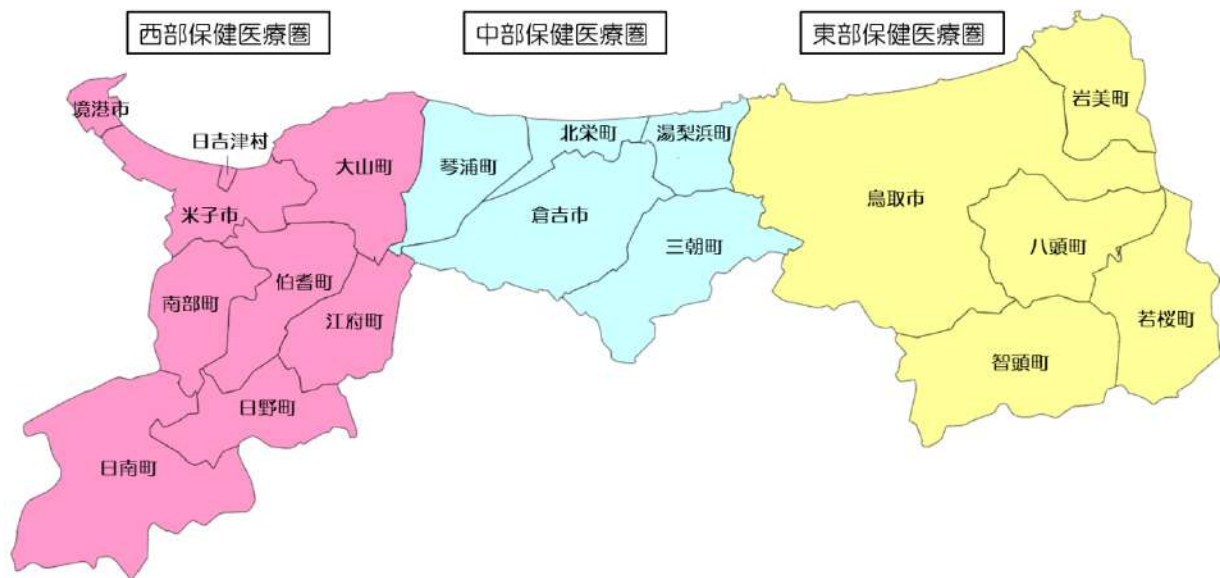 西部保健医療圏
中部保健医療圏
東部保健医療圏
境港市
日吉津村
大山町
米子市
伯耆町
南部町
江府町
日野町
日南町
琴浦町
北栄町
湯梨浜町
倉吉市
三朝町
岩美町
鳥取市
八頭町
若桜町
智頭町